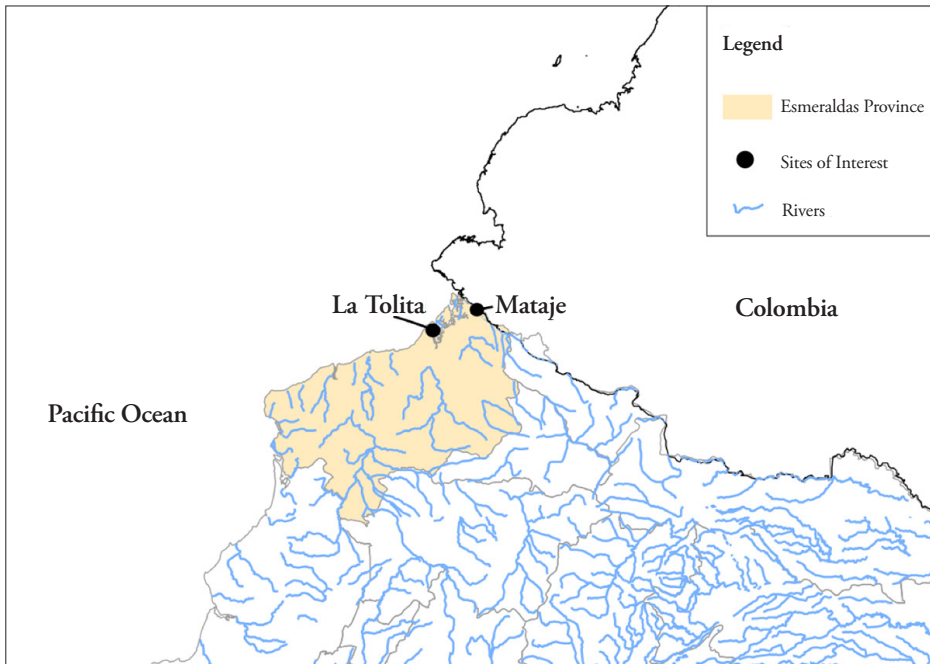 Legend
Esmeraldas Province
Sites of Interest
Rivers
La Tolita
Mataje
Colombia
Pacific Ocean